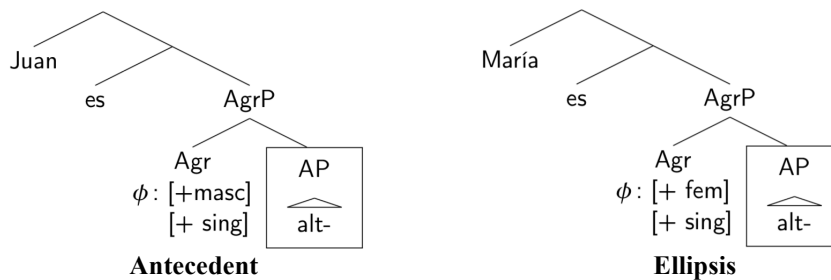 Juan
es
AgrP
Agr
AP
ϕ: [+masc]
[+ sing]
alt-
Antecedent
María
es
AgrP
Agr
AP
ϕ: [+ fem]
[+ sing]
alt-
Ellipsis